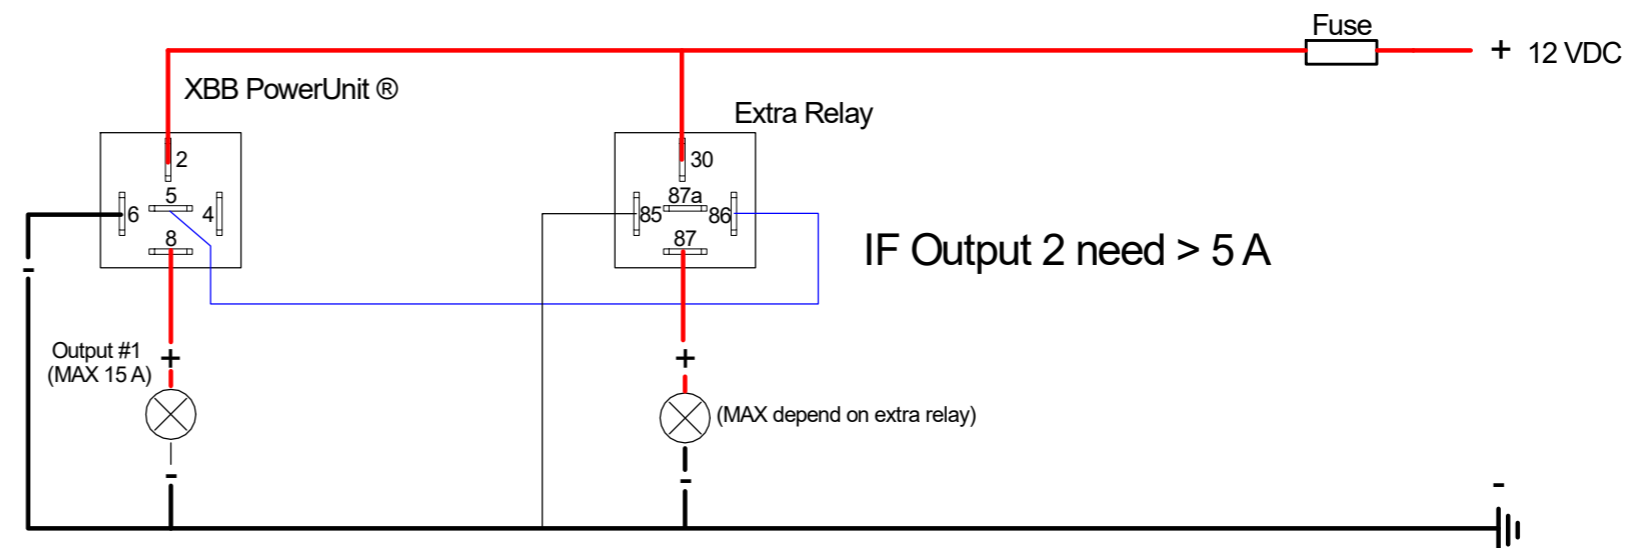 Fuse
+ 12 VDC
XBB PowerUnit ®
Extra Relay
2
30
5
87a
6
4
85
86
8
87
IF Output 2 need > 5 A
-
Output #1
+
+
(MAX 15 A)
(MAX depend on extra relay)
-
-
-